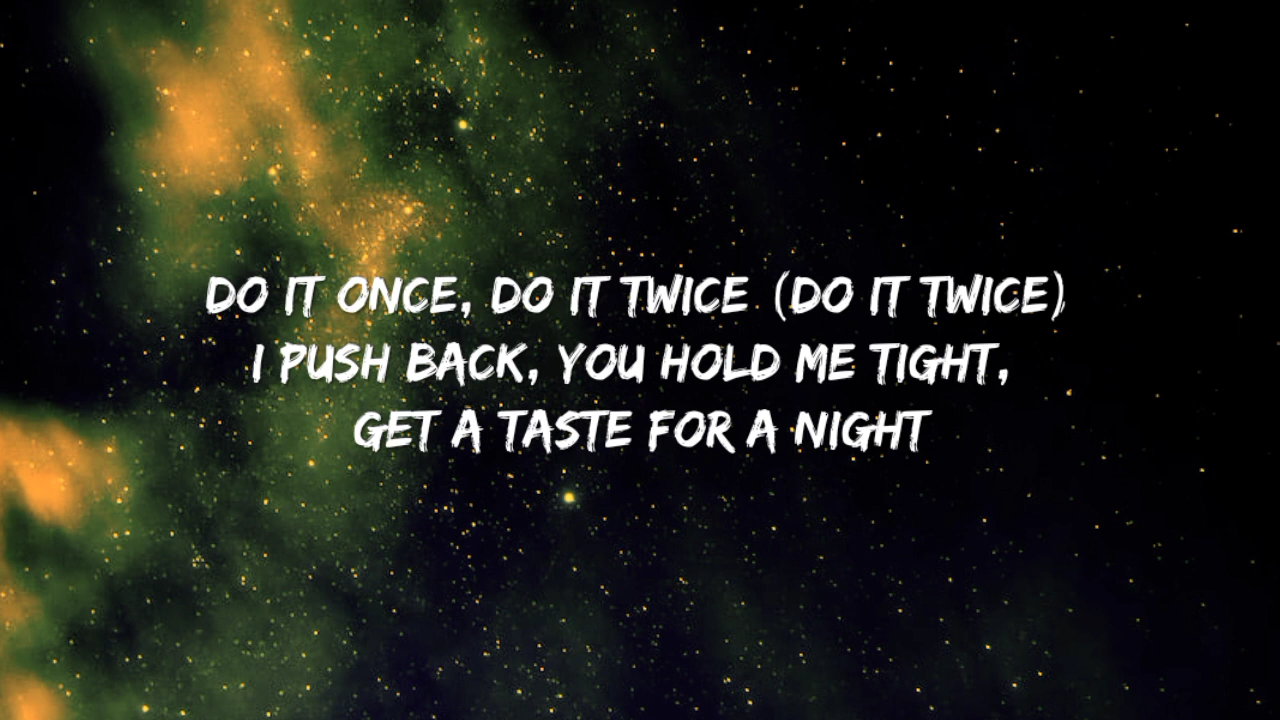 DO IT ONCE, DO IT TWICE (DO IT TWICE)
I PUSH BACK, YOU HOLD ME TIGHT,
GET A TASTE FOR A NIGHT